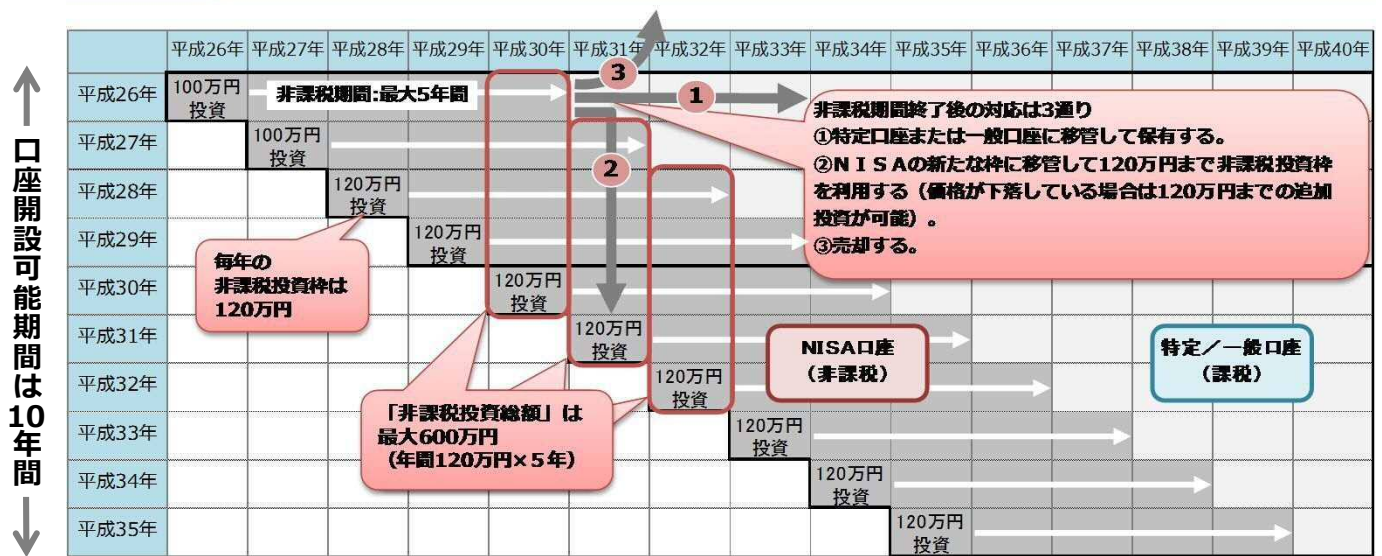 平成26年 平成27年 平成28年 平成29年 平成30年 平成31年 平成32年 平成33年 平成34年 平成35年 平成36年 平成37年 平成38年 平成39年 平成40年
口座開設可能期間は10年間
平成26年
100万円
投資
非課税期間:最大5年間
3
1
2
非課税期間終了後の対応は3通り
①特定口座または一般口座に移管して保有する。
②NISAの新たな枠に移管して120万円まで非課税投資枠
を利用する(価格が下落している場合は120万円までの追加
投資が可能)。
③売却する。
平成27年
100万円
投資
平成28年
120万円
投資
平成29年
120万円
投資
毎年の
非課税投資枠は
120万円
平成30年
120万円
投資
平成31年
120万円
投資
NISA口座
(非課税)
特定/一般口座
(課税)
平成32年
120万円
投資
「非課税投資総額」は
最大600万円
(年間120万円×5年)
平成33年
120万円
投資
平成34年
120万円
投資
平成35年
120万円
投資